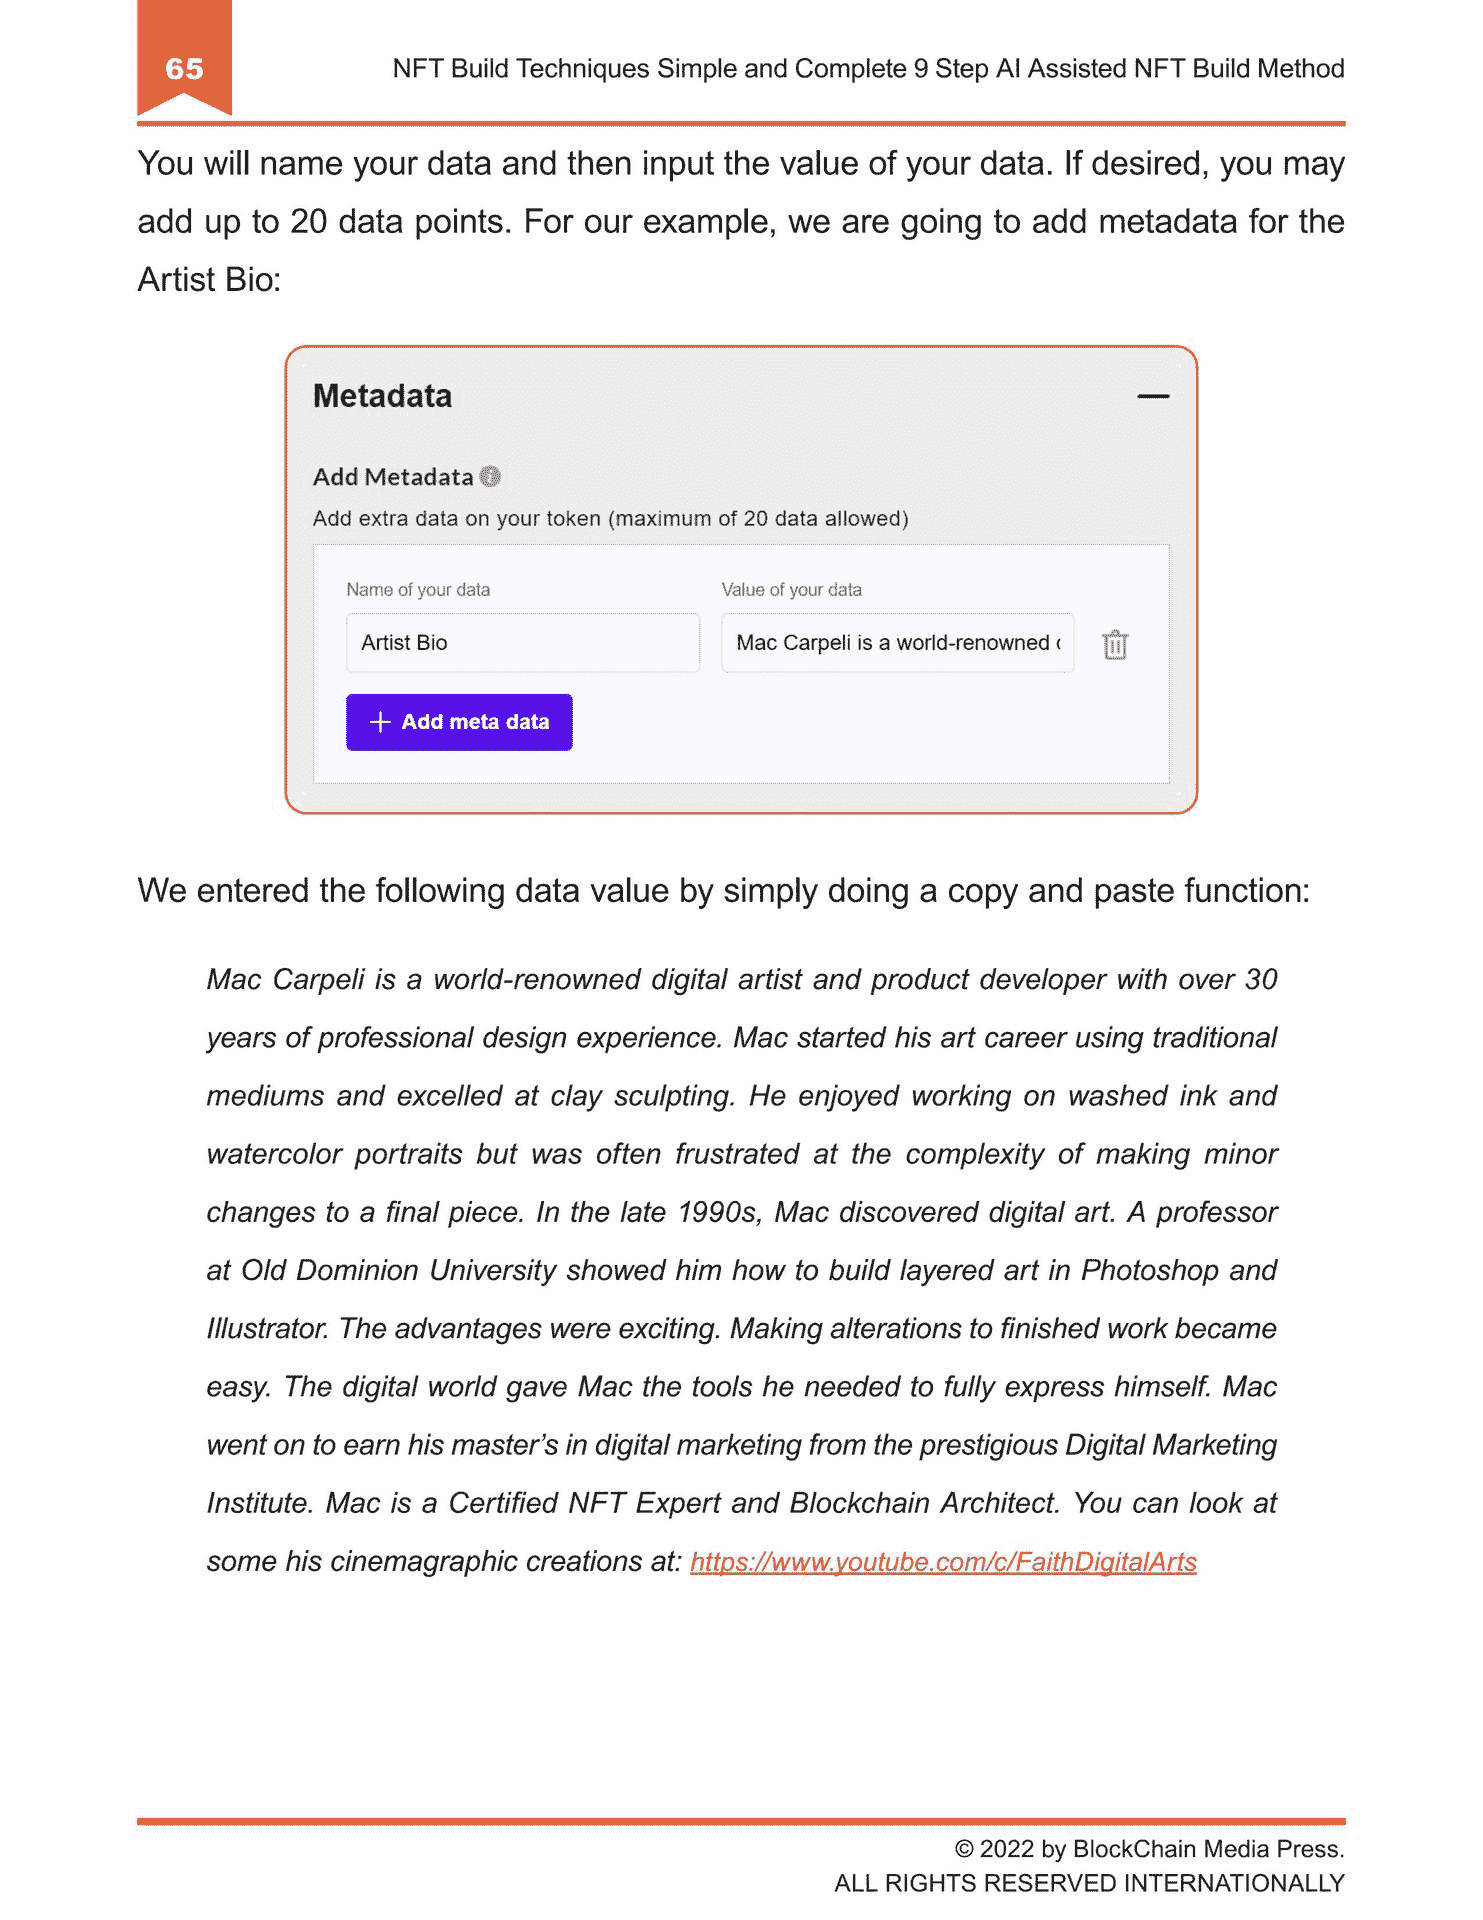 65
NFT Build Techniques Simple and Complete 9 Step AI Assisted NFT Build Method
You will name your data and then input the value of your data. If desired, you may
add up to 20 data points. For our example, we are going to add metadata for the
Artist Bio:
Metadata
Add Metadata
Add extra data on your token (maximum of 20 data allowed)
Name of your data
Value of your data
Artist Bio
Mac Carpeli is a world-renowned
Add meta data
We entered the following data value by simply doing a copy and paste function:
Mac Carpeli is a world-renowned digital artist and product developer with over 30
years of professional design experience. Mac started his art career using traditional
mediums and excelled at clay sculpting. He enjoyed working on washed ink and
watercolor portraits but was often frustrated at the complexity of making minor
changes to a final piece. In the late 1990s, Mac discovered digital art. A professor
at Old Dominion University showed him how to build layered art in Photoshop and
Illustrator. The advantages were exciting. Making alterations to finished work became
easy. The digital world gave Mac the tools he needed to fully express himself. Mac
went on to earn his master’s in digital marketing from the prestigious Digital Marketing
Institute. Mac is a Certified NFT Expert and Blockchain Architect. You can look at
some his cinemagraphic creations at: https://www.youtube.com/c/FaithDigitalArts
© 2022 by BlockChain Media Press.
ALL RIGHTS RESERVED INTERNATIONALLY